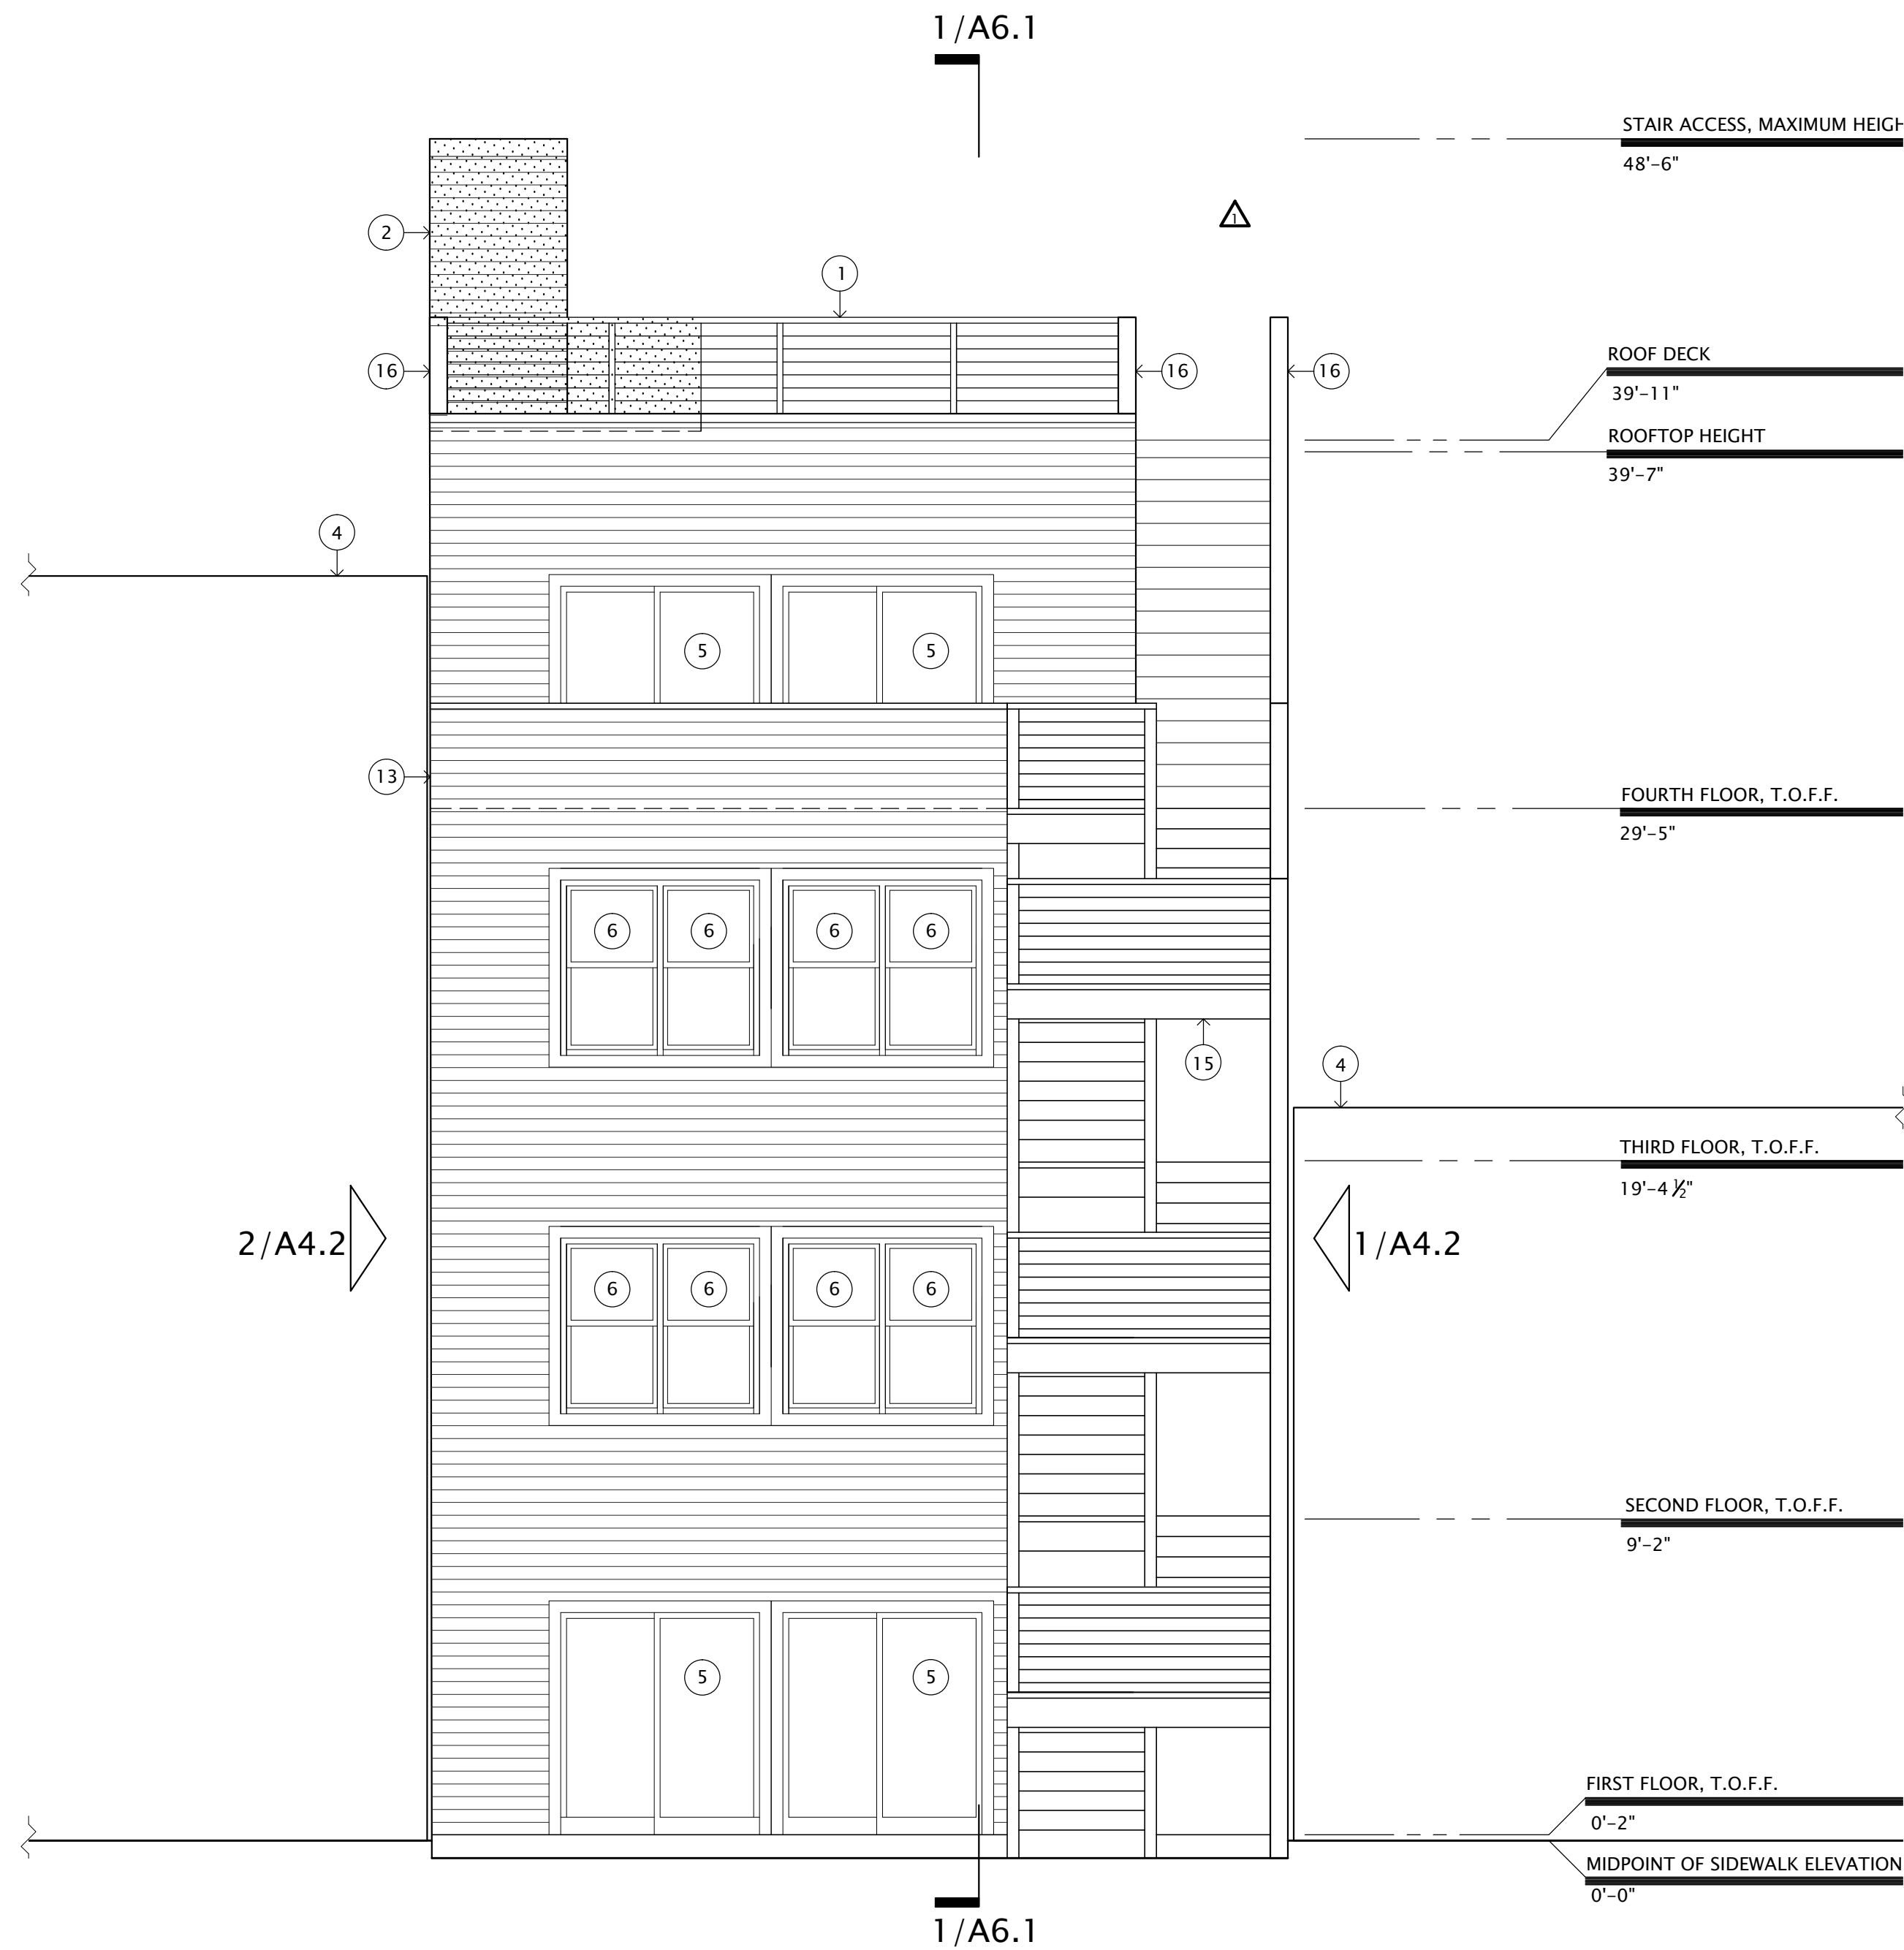 1/A6.1
STAIR ACCESS, MAXIMUM
48'-6"
2
1
1
16
16
16
ROOF DECK
39'-11"
ROOFTOP HEIGHT
39'-7"
4
5
5
13
FOURTH FLOOR, T.O.F.F.
29'-5"
6
6
6
6
15
4
THIRD FLOOR, T.O.F.F.
19'-4 ½"
2/A4.2
1/A4.2
6
6
6
6
SECOND FLOOR, T.O.F.F.
9'-2"
5
5
FIRST FLOOR, T.O.F.F.
0'-2"
MIDPOINT OF SIDEWALK ELEVATION
0'-0"
1/A6.1